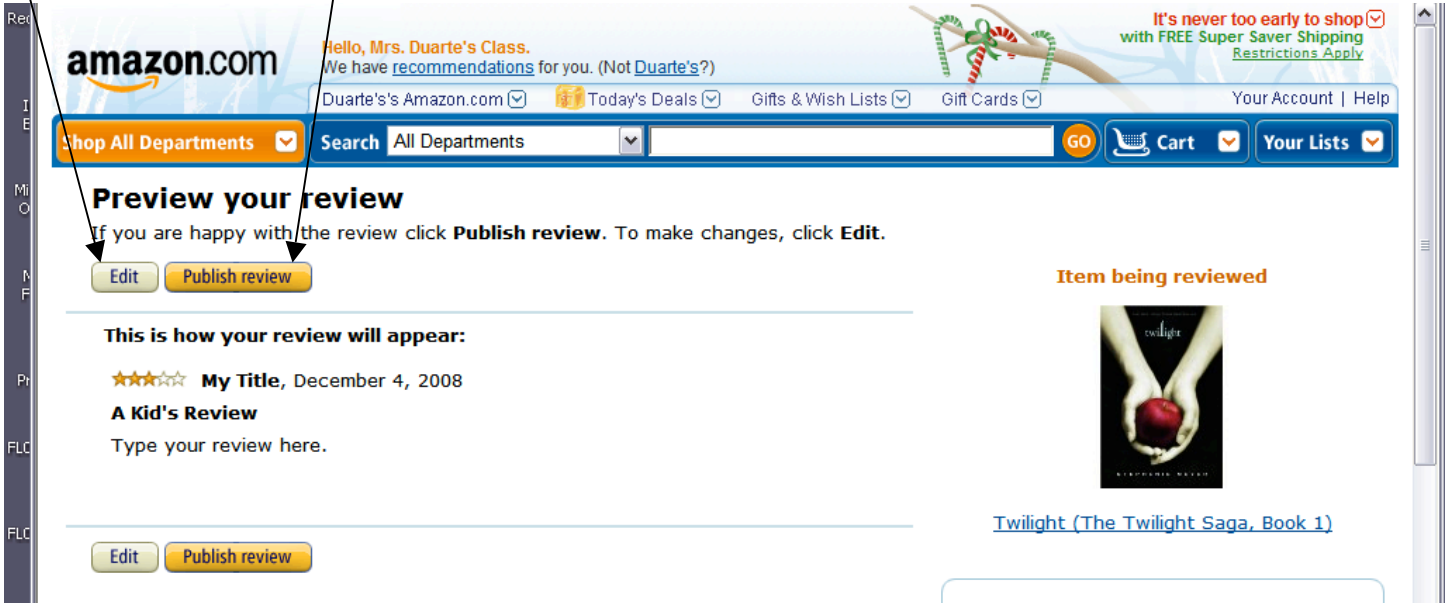 It's never too early to shop
with FREE Super Saver Shipping
Restrictions Apply
amazon.com
Hello, Mrs. Duarte's Class.
We have recommendations for you. (Not Duarte's?)
Duarte's's Amazon.com Today's Deals Gifts & Wish Lists Gift Cards Your Account | Help
Shop All Departments Search All Departments GO Cart Your Lists
Preview your review
If you are happy with the review click Publish review. To make changes, click Edit.
Edit Publish review
Item being reviewed
twilight
This is how your review will appear:
My Title, December 4, 2008
A Kid's Review
Type your review here.
STEPHENIE MEYER
Twilight (The Twilight Saga, Book 1)
Edit Publish review